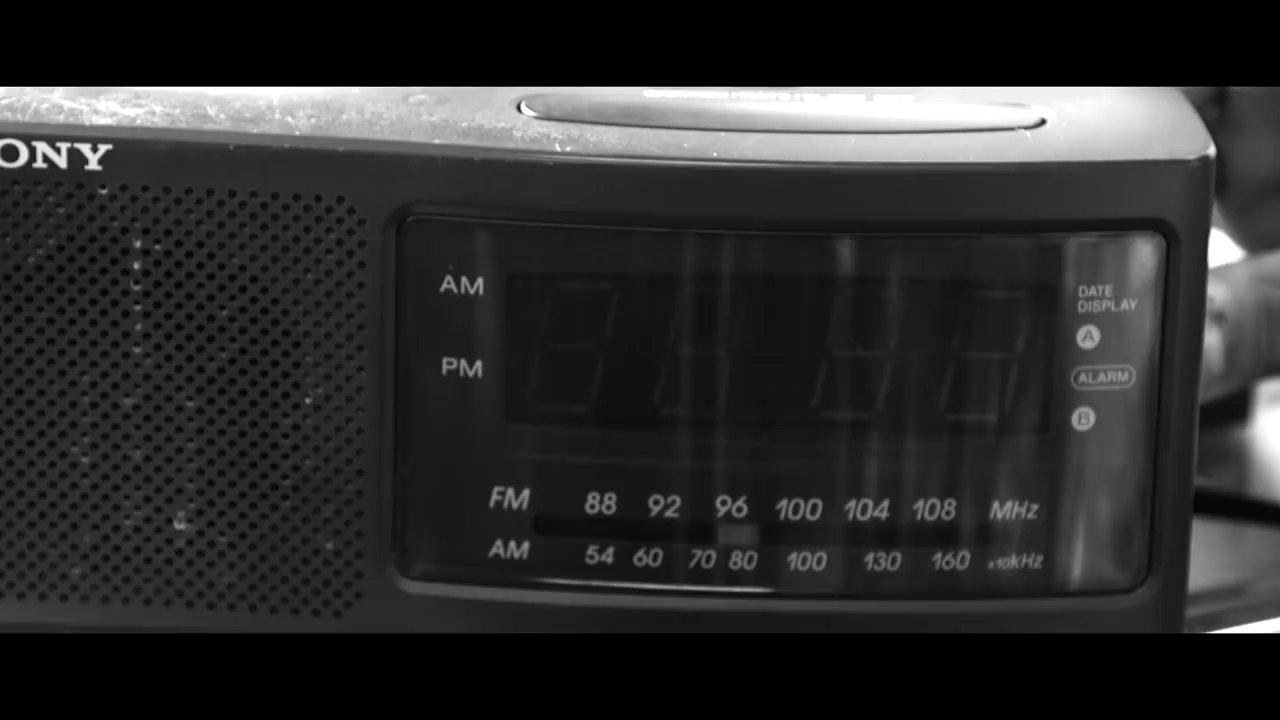 ONY
AM
PM
DATE
DISPLAY
A
ALARM
B
FM 88 92 96 100 104 108 MHz
AM 54 60 70 80 100 130 160 x10kHz